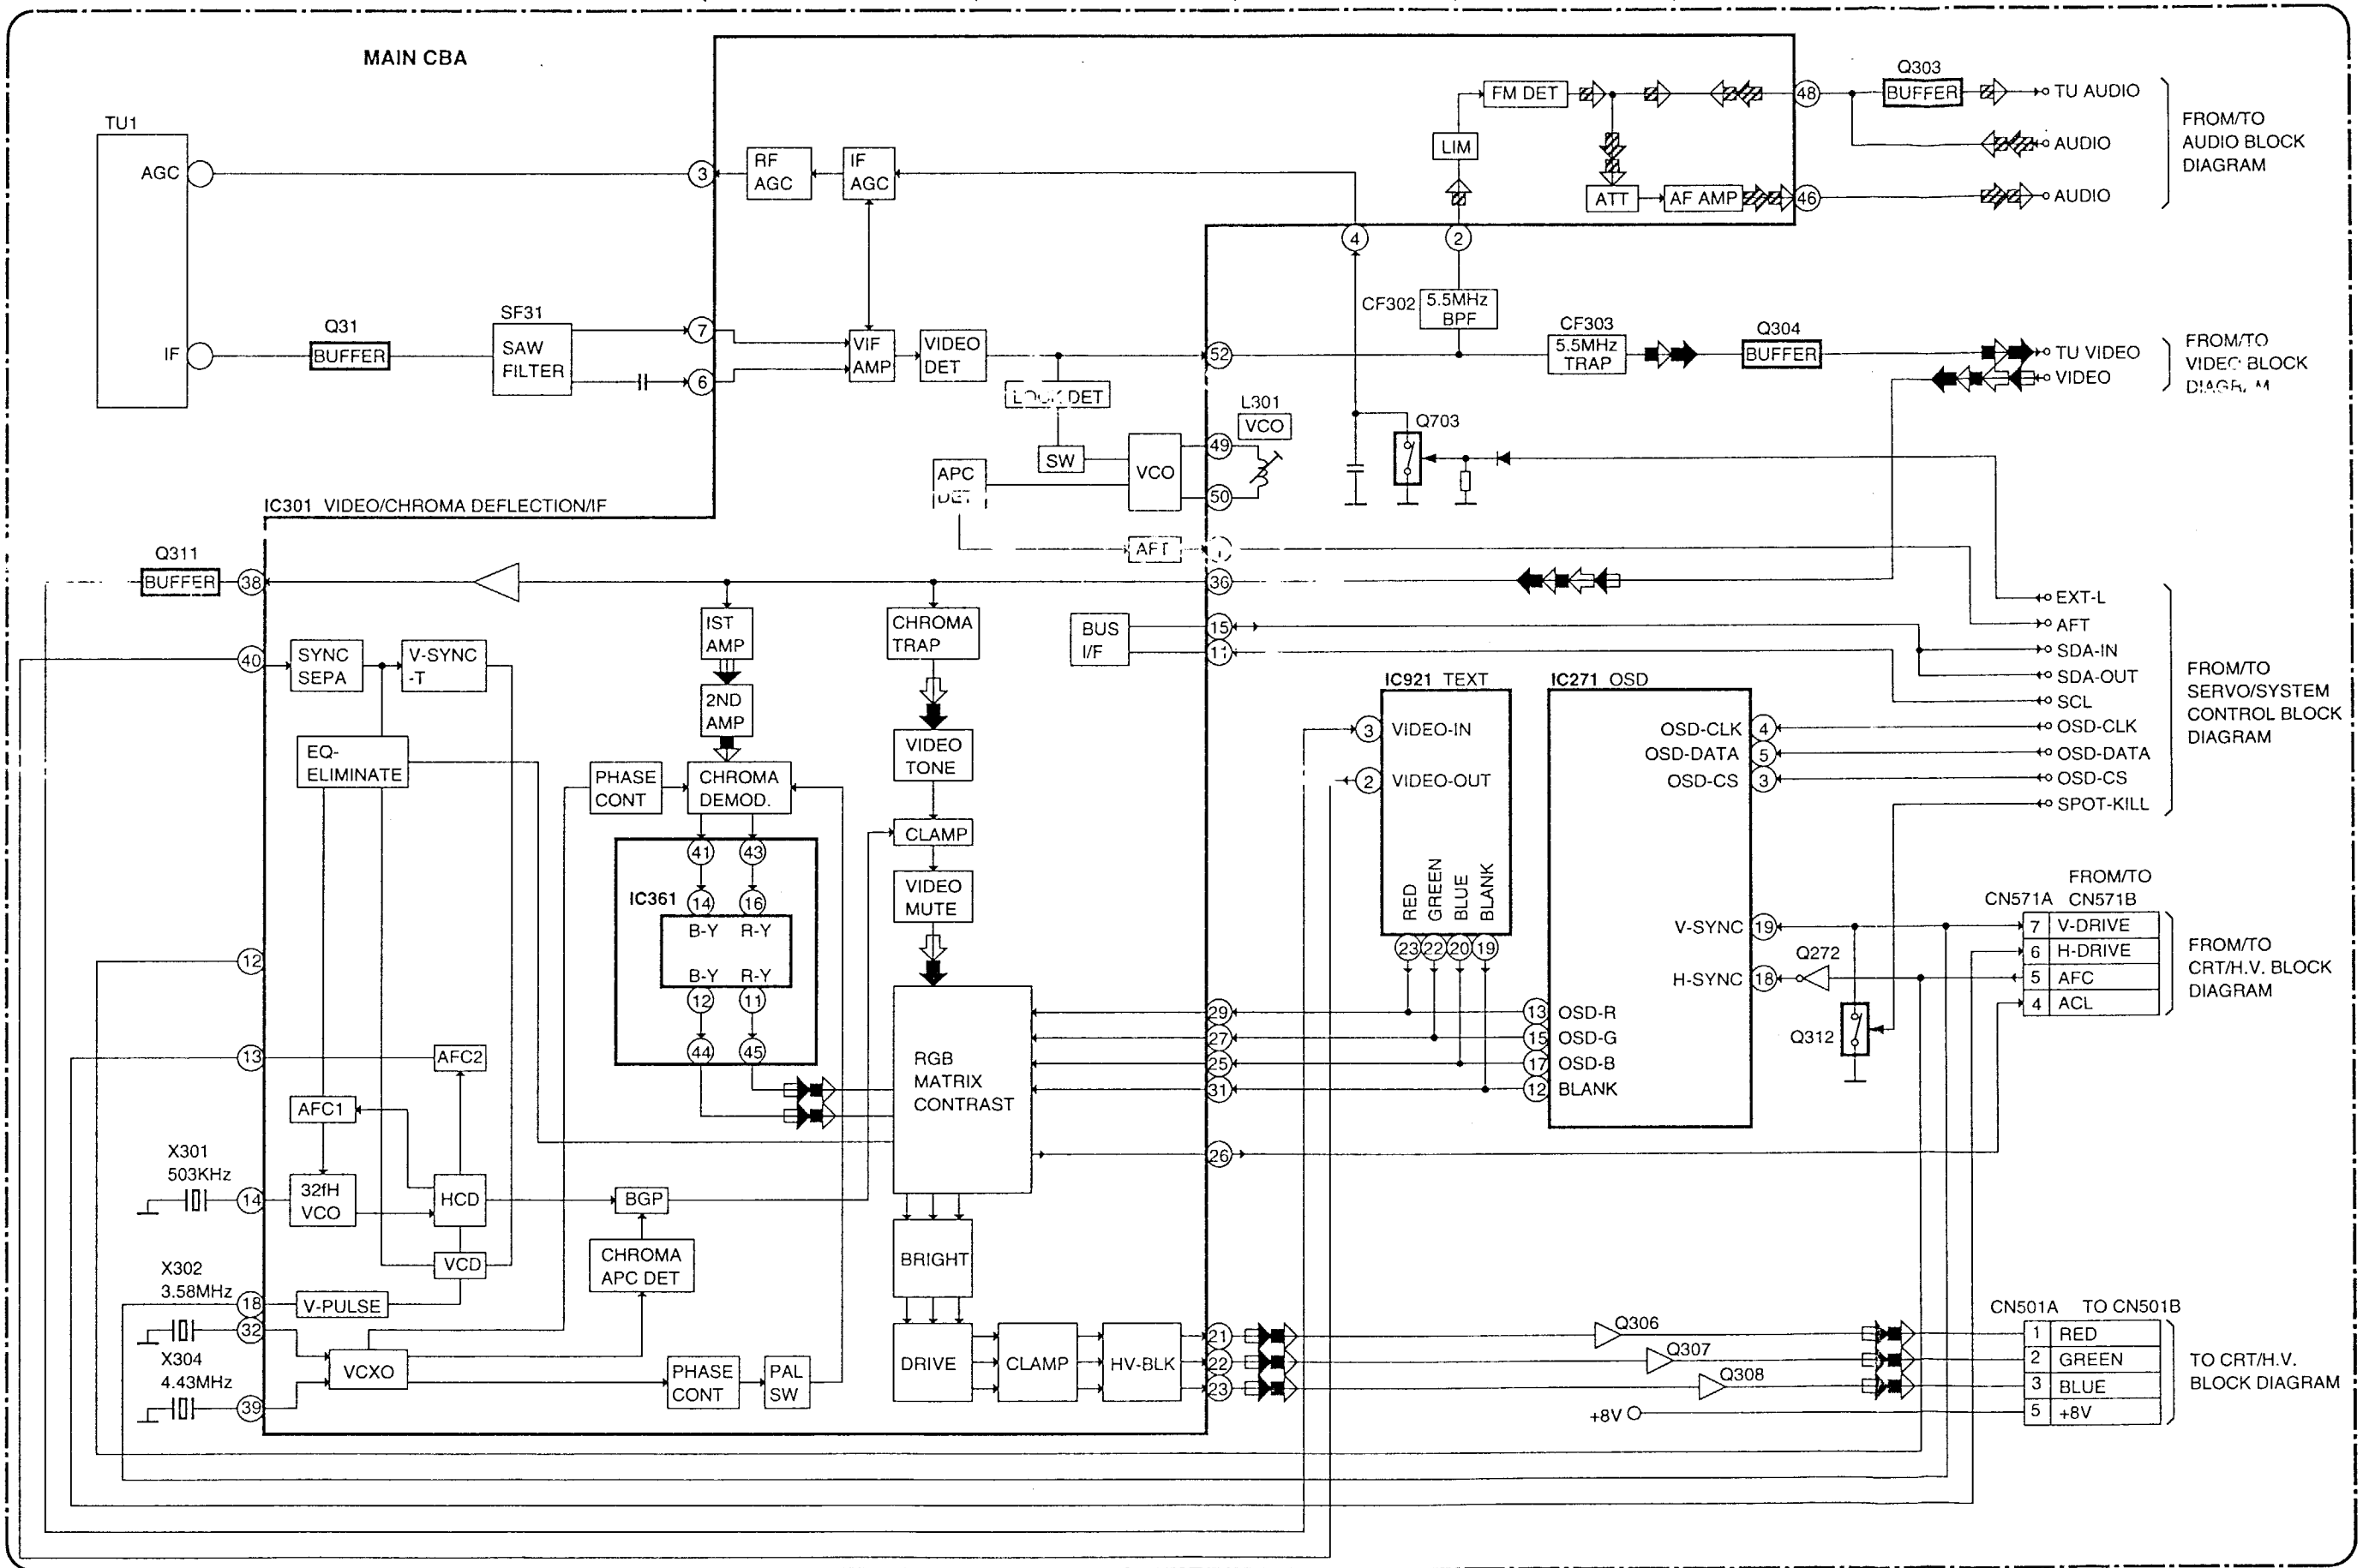 MAIN CBA
TU1
AGC
IF
Q31
BUFFER
SF31
SAW
FILTER
3
7
6
RF
AGC
IF
AGC
VIF
AMP
VIDEO
DET
SW
VCO
APC
DET
AFT
LIM
FM DET
ATT
AF AMP
48
46
4
2
52
49
50
36
15
11
Q303
BUFFER
TU AUDIO
AUDIO
AUDIO
FROM/TO
AUDIO BLOCK
DIAGRAM
CF302
5.5MHz
BPF
CF303
5.5MHz
TRAP
Q304
BUFFER
TU VIDEO
VIDEO
FROM/TO
VIDEO BLOCK
L301
VCO
Q703
IC301 VIDEO/CHROMA DEFLECTION/IF
Q311
BUFFER
38
40
SYNC
SEPA
V-SYNC
-T
EQ-
ELIMINATE
IST
AMP
2ND
AMP
CHROMA
TRAP
VIDEO
TONE
CLAMP
VIDEO
MUTE
PHASE
CONT
CHROMA
DEMOD.
BUS
I/F
41
43
IC361
14
16
B-Y R-Y
B-Y R-Y
12
11
44
45
12
13
AFC2
AFC1
X301
503KHz
14
32fH
VCO
HCD
BGP
VCD
CHROMA
APC DET
X302
3.58MHz
18
V-PULSE
32
X304
4.43MHz
39
VCXO
PHASE
CONT
PAL
SW
RGB
MATRIX
CONTRAST
BRIGHT
DRIVE
CLAMP
HV-BLK
29
27
25
31
26
21
22
23
IC921 TEXT
3
VIDEO-IN
2
VIDEO-OUT
RED
GREEN
BLUE
BLANK
23
22
20
19
IC271 OSD
OSD-CLK
4
OSD-DATA
5
OSD-CS
3
V-SYNC
19
H-SYNC
18
13
OSD-R
15
OSD-G
17
OSD-B
12
BLANK
Q272
Q312
EXT-L
AFT
SDA-IN
SDA-OUT
SCL
OSD-CLK
OSD-DATA
OSD-CS
SPOT-KILL
FROM/TO
SERVO/SYSTEM
CONTROL BLOCK
DIAGRAM
FROM/TO
CN571A CN571B
7 V-DRIVE
6 H-DRIVE
5 AFC
4 ACL
FROM/TO
CRT/H.V. BLOCK
DIAGRAM
Q306
Q307
Q308
+8V
CN501A TO CN501B
1 RED
2 GREEN
3 BLUE
5 +8V
TO CRT/H.V.
BLOCK DIAGRAM